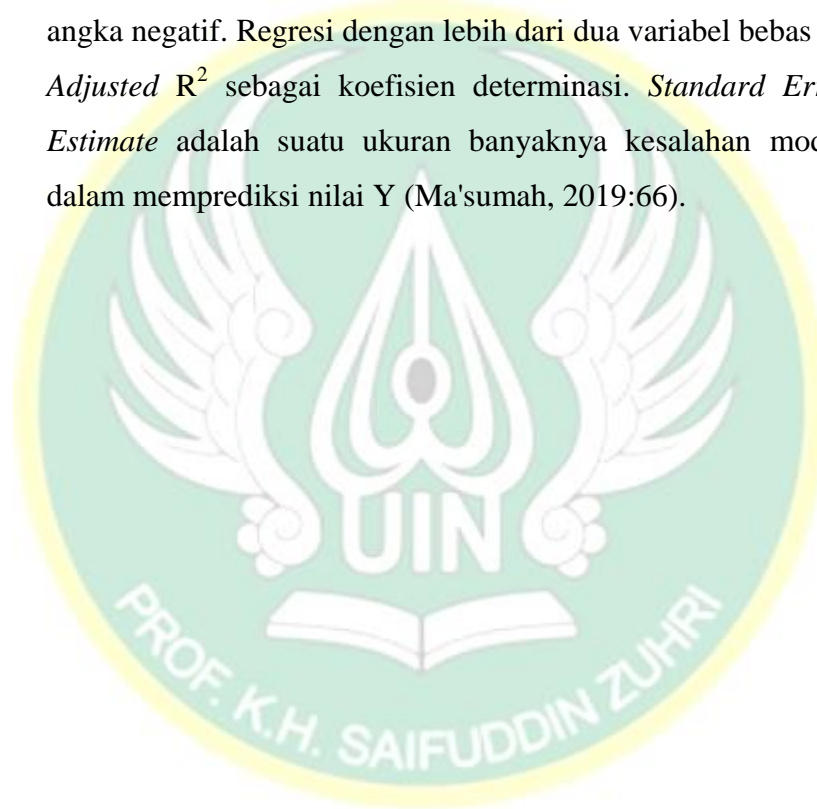 angka negatif. Regresi dengan lebih dari dua variabel bebas
Adjusted R² sebagai koefisien determinasi. Standard
Estimate adalah suatu ukuran banyaknya kesalahan
dalam memprediksi nilai Y (Ma'sumah, 2019:66).
UIN
PROF. K.H. SAIFUDDIN ZUHRI